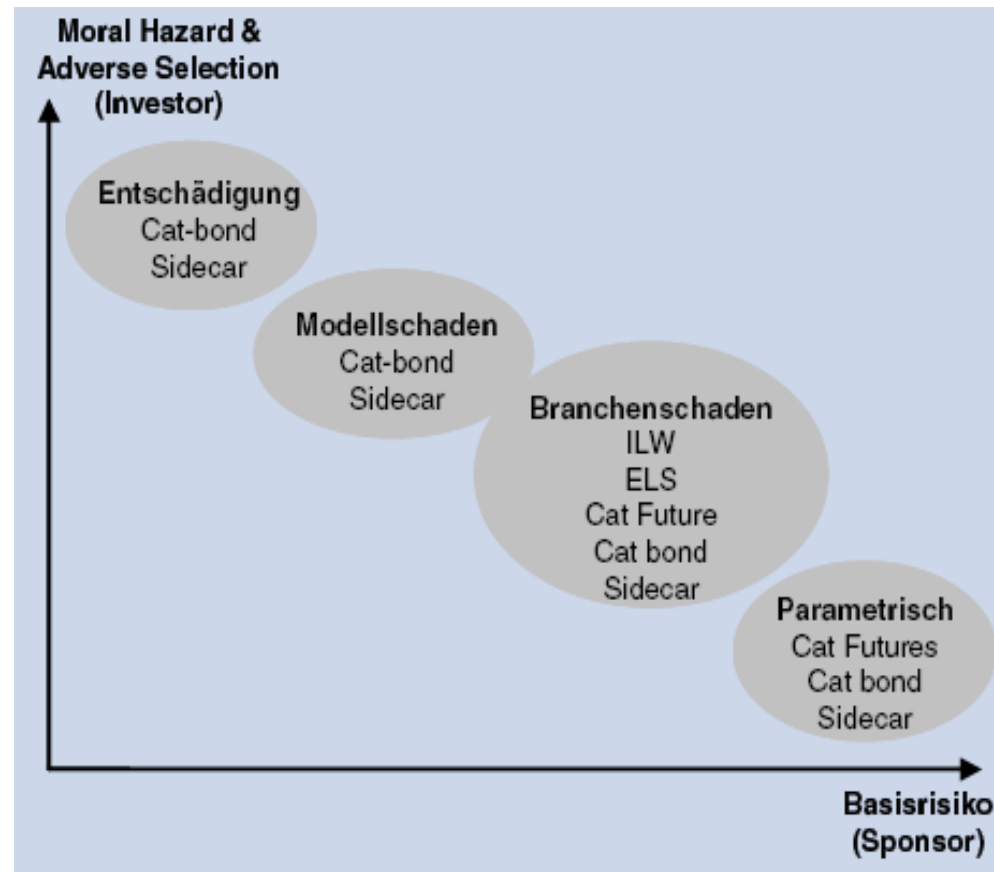 Moral Hazard &
Adverse Selection
(Investor)
Entschädigung
Cat-bond
Sidecar
Modellschaden
Cat-bond
Sidecar
Branchenschaden
ILW
ELS
Cat Future
Cat bond
Sidecar
Parametrisch
Cat Futures
Cat bond
Sidecar
Basisrisiko
(Sponsor)